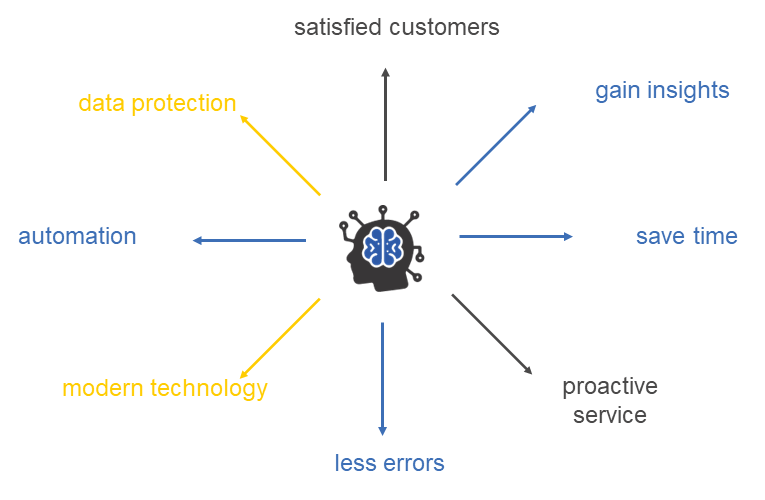 satisfied customers
gain insights
data protection
automation
save time
modern technology
proactive
service
less errors